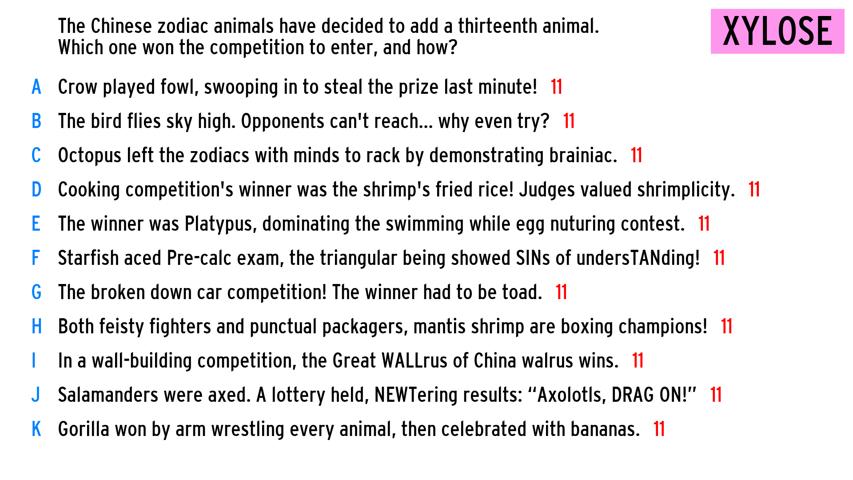 The Chinese zodiac animals have decided to add a thirteenth animal.
Which one won the competition to enter, and how?
XYLOSE
A Crow played fowl, swooping in to steal the prize last minute! 11
B The bird flies sky high. Opponents can't reach... why even try? 11
C Octopus left the zodiacs with minds to rack by demonstrating brainiac. 11
D Cooking competition's winner was the shrimp's fried rice! Judges valued shrimplicity. 11
E The winner was Platypus, dominating the swimming while egg nuturing contest. 11
F Starfish aced Pre-calc exam, the triangular being showed SINs of undersTANding! 11
G The broken down car competition! The winner had to be toad. 11
H Both feisty fighters and punctual packagers, mantis shrimp are boxing champions! 11
I In a wall-building competition, the Great WALLrus of China walrus wins. 11
J Salamanders were axed. A lottery held, NEWTering results: “Axolotls, DRAG ON!” 11
K Gorilla won by arm wrestling every animal, then celebrated with bananas. 11